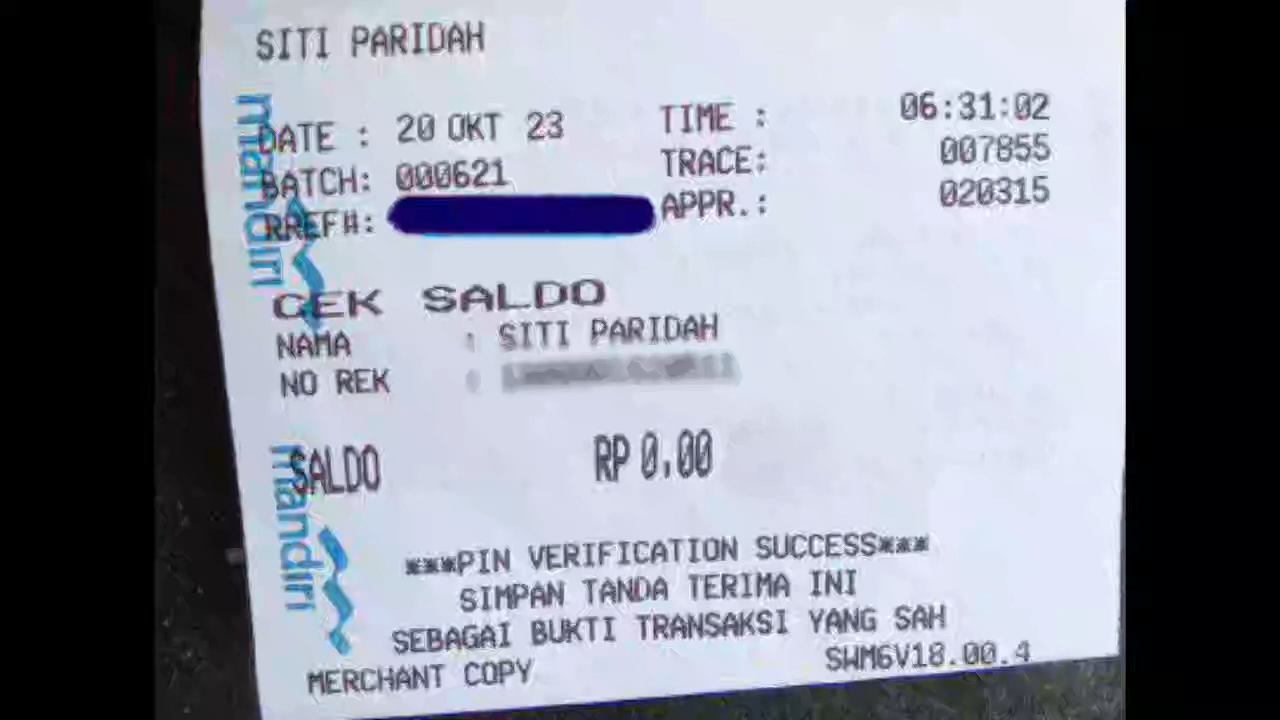 SITI PARIDAH
DATE : 20 OKT 23 TIME : 06:31:02
BATCH: 000621 TRACE: 007855
RREF#: APPR.: 020315
CEK SALDO
NAMA : SITI PARIDAH
NO REK :
SALDO RP 0,00
***PIN VERIFICATION SUCCESS***
SIMPAN TANDA TERIMA INI
SEBAGAI BUKTI TRANSAKSI YANG SAH
SWM6V18.00.4
MERCHANT COPY
mandiri
mandiri